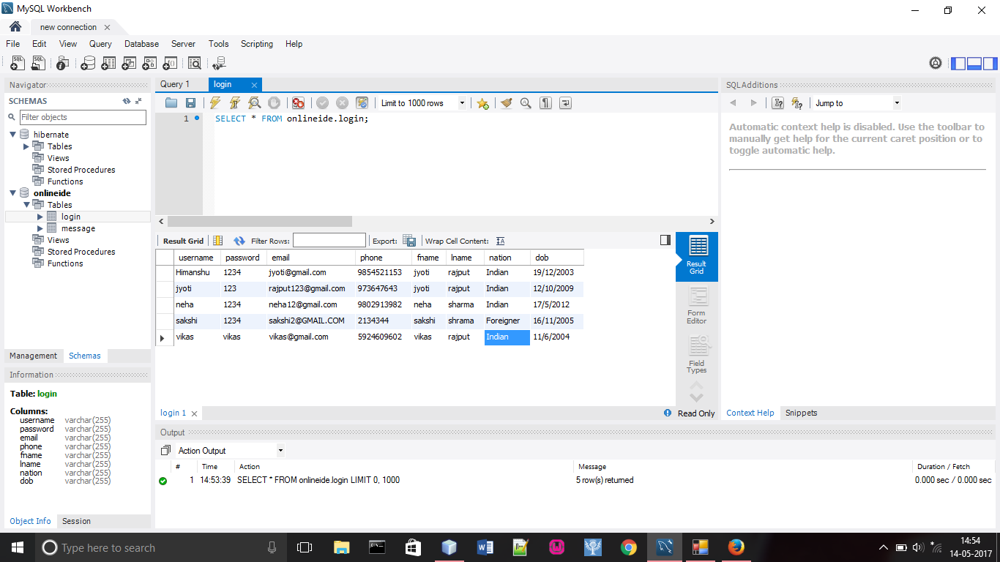 MySQL Workbench
new connection
File Edit View Query Database Server Tools Scripting Help
Navigator
SCHEMAS
Filter objects
hibernate
Tables
Views
Stored Procedures
Functions
onlineide
Tables
login
message
Views
Stored Procedures
Functions
Management Schemas
Information
Table: login
Columns:
username varchar(255)
password varchar(255)
email varchar(255)
phone varchar(255)
fname varchar(255)
lname varchar(255)
nation varchar(255)
dob varchar(255)
Object Info Session
Query 1 login
Limit to 1000 rows
1 SELECT * FROM onlineide.login;
Result Grid Filter Rows: Export: Wrap Cell Content:
username password email phone fname lname nation dob
Himanshu 1234 jyoti@gmail.com 9854521153 jyoti rajput Indian 19/12/2003
jyoti 123 rajput123@gmail.com 973647643 jyoti rajput Indian 12/10/2009
neha 1234 neha12@gmail.com 9802913982 neha sharma Indian 17/5/2012
sakshi 1234 sakshi2@GMAIL.COM 2134344 sakshi shrama Foreigner 16/11/2005
vikas vikas vikas@gmail.com 5924609602 vikas rajput Indian 11/6/2004
Result
Grid
Form
Editor
Field
Types
login 1 Read Only
SQLAdditions
Jump to
Automatic context help is disabled. Use the toolbar to
manually get help for the current caret position or to
toggle automatic help.
Context Help Snippets
Output
Action Output
# Time Action Message Duration / Fetch
1 14:53:39 SELECT * FROM onlineide.login LIMIT 0, 1000 5 row(s) returned 0.000 sec / 0.000 sec
Type here to search
14:54
14-05-2017